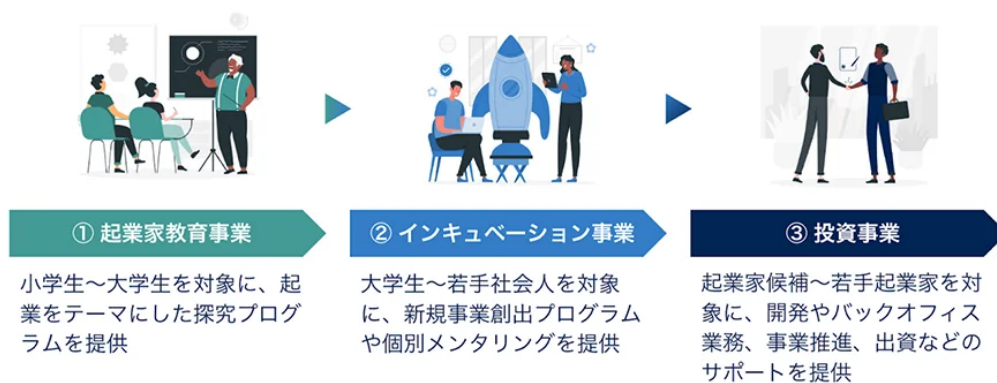 ① 起業家教育事業
小学生～大学生を対象に、起
業をテーマにした探究プログ
ラムを提供
② インキュベーション事業
大学生～若手社会人を対象
に、新規事業創出プログラム
や個別メンタリングを提供
③ 投資事業
起業家候補～若手起業家を対
象に、開発やバックオフィス
業務、事業推進、出資などの
サポートを提供